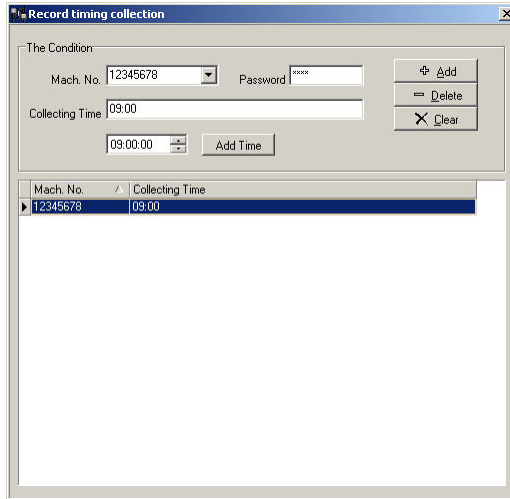 Record timing collection
The Condition
Mach. No. 12345678 Password **** Add
Collecting Time 09:00 Delete
Clear
09:00:00 Add Time
Mach. No. Collecting Time
12345678 09:00